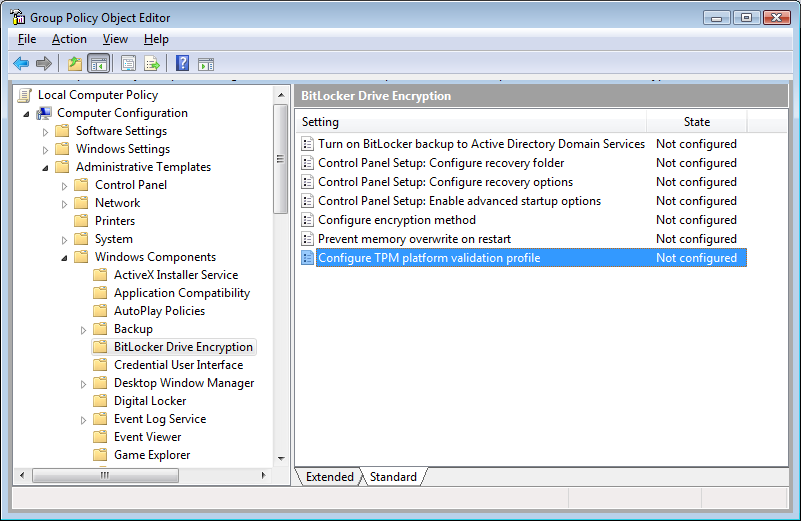 Group Policy Object Editor
File Action View Help
Local Computer Policy
Computer Configuration
Software Settings
Windows Settings
Administrative Templates
Control Panel
Network
Printers
System
Windows Components
ActiveX Installer Service
Application Compatibility
AutoPlay Policies
Backup
BitLocker Drive Encryption
Credential User Interface
Desktop Window Manager
Digital Locker
Event Log Service
Event Viewer
Game Explorer
BitLocker Drive Encryption
Setting State
Turn on BitLocker backup to Active Directory Domain Services Not configured
Control Panel Setup: Configure recovery folder Not configured
Control Panel Setup: Configure recovery options Not configured
Control Panel Setup: Enable advanced startup options Not configured
Configure encryption method Not configured
Prevent memory overwrite on restart Not configured
Configure TPM platform validation profile Not configured
Extended Standard